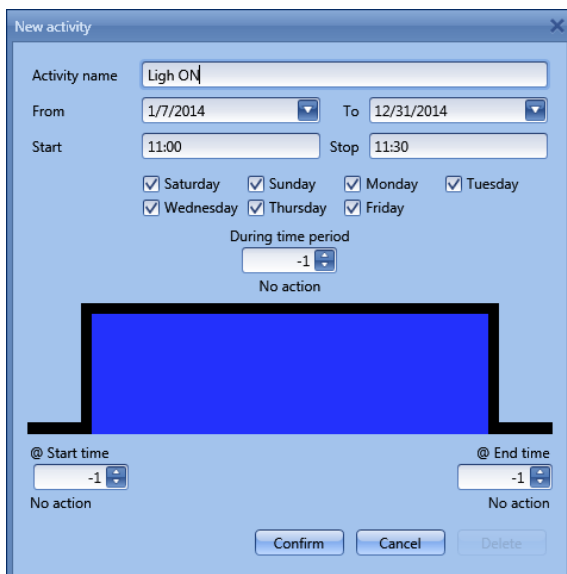 New activity
Activity name Ligh ON
From 1/7/2014 To 12/31/2014
Start 11:00 Stop 11:30
Saturday Sunday Monday Tuesday
Wednesday Thursday Friday
During time period
-1
No action
@ Start time @ End time
-1 -1
No action No action
Confirm Cancel Delete